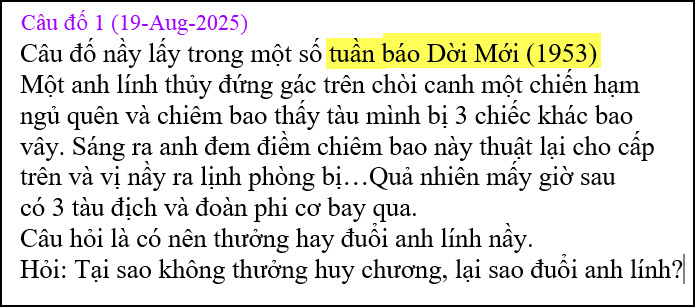 Câu đố 1 (19-Aug-2025)
Câu đố nầy lấy trong một số tuần báo Dời Mới (1953)
Một anh lính thủy đứng gác trên chòi canh một chiến hạm
ngủ quên và chiêm bao thấy tàu mình bị 3 chiếc khác bao
vây. Sáng ra anh đem điềm chiêm bao này thuật lại cho cấp
trên và vị nầy ra lịnh phòng bị…Quả nhiên mấy giờ sau
có 3 tàu địch và đoàn phi cơ bay qua.
Câu hỏi là có nên thưởng hay đuổi anh lính nầy.
Hỏi: Tại sao không thưởng huy chương, lại sao đuổi anh lính?